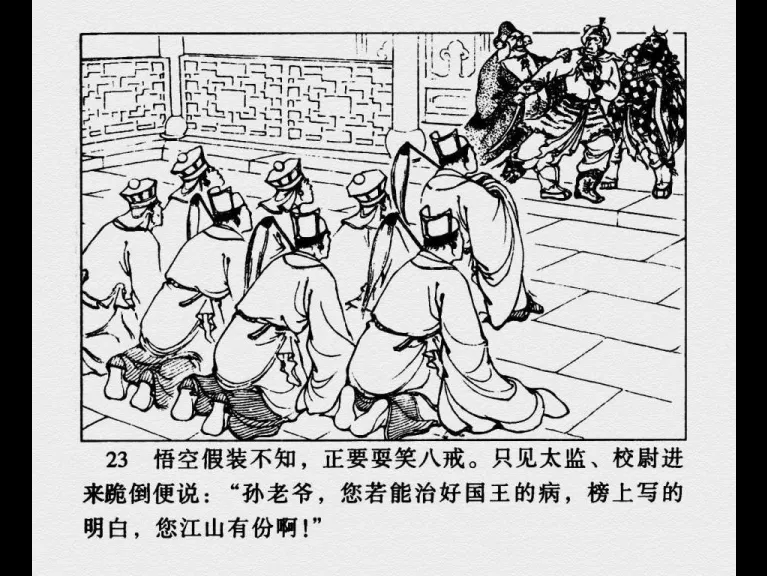 23 悟空假装不知，正要耍笑八戒。只见太监、校尉进
来跪倒便说：“孙老爷，您若能治好国王的病，榜上写的
明白，您江山有份啊！”